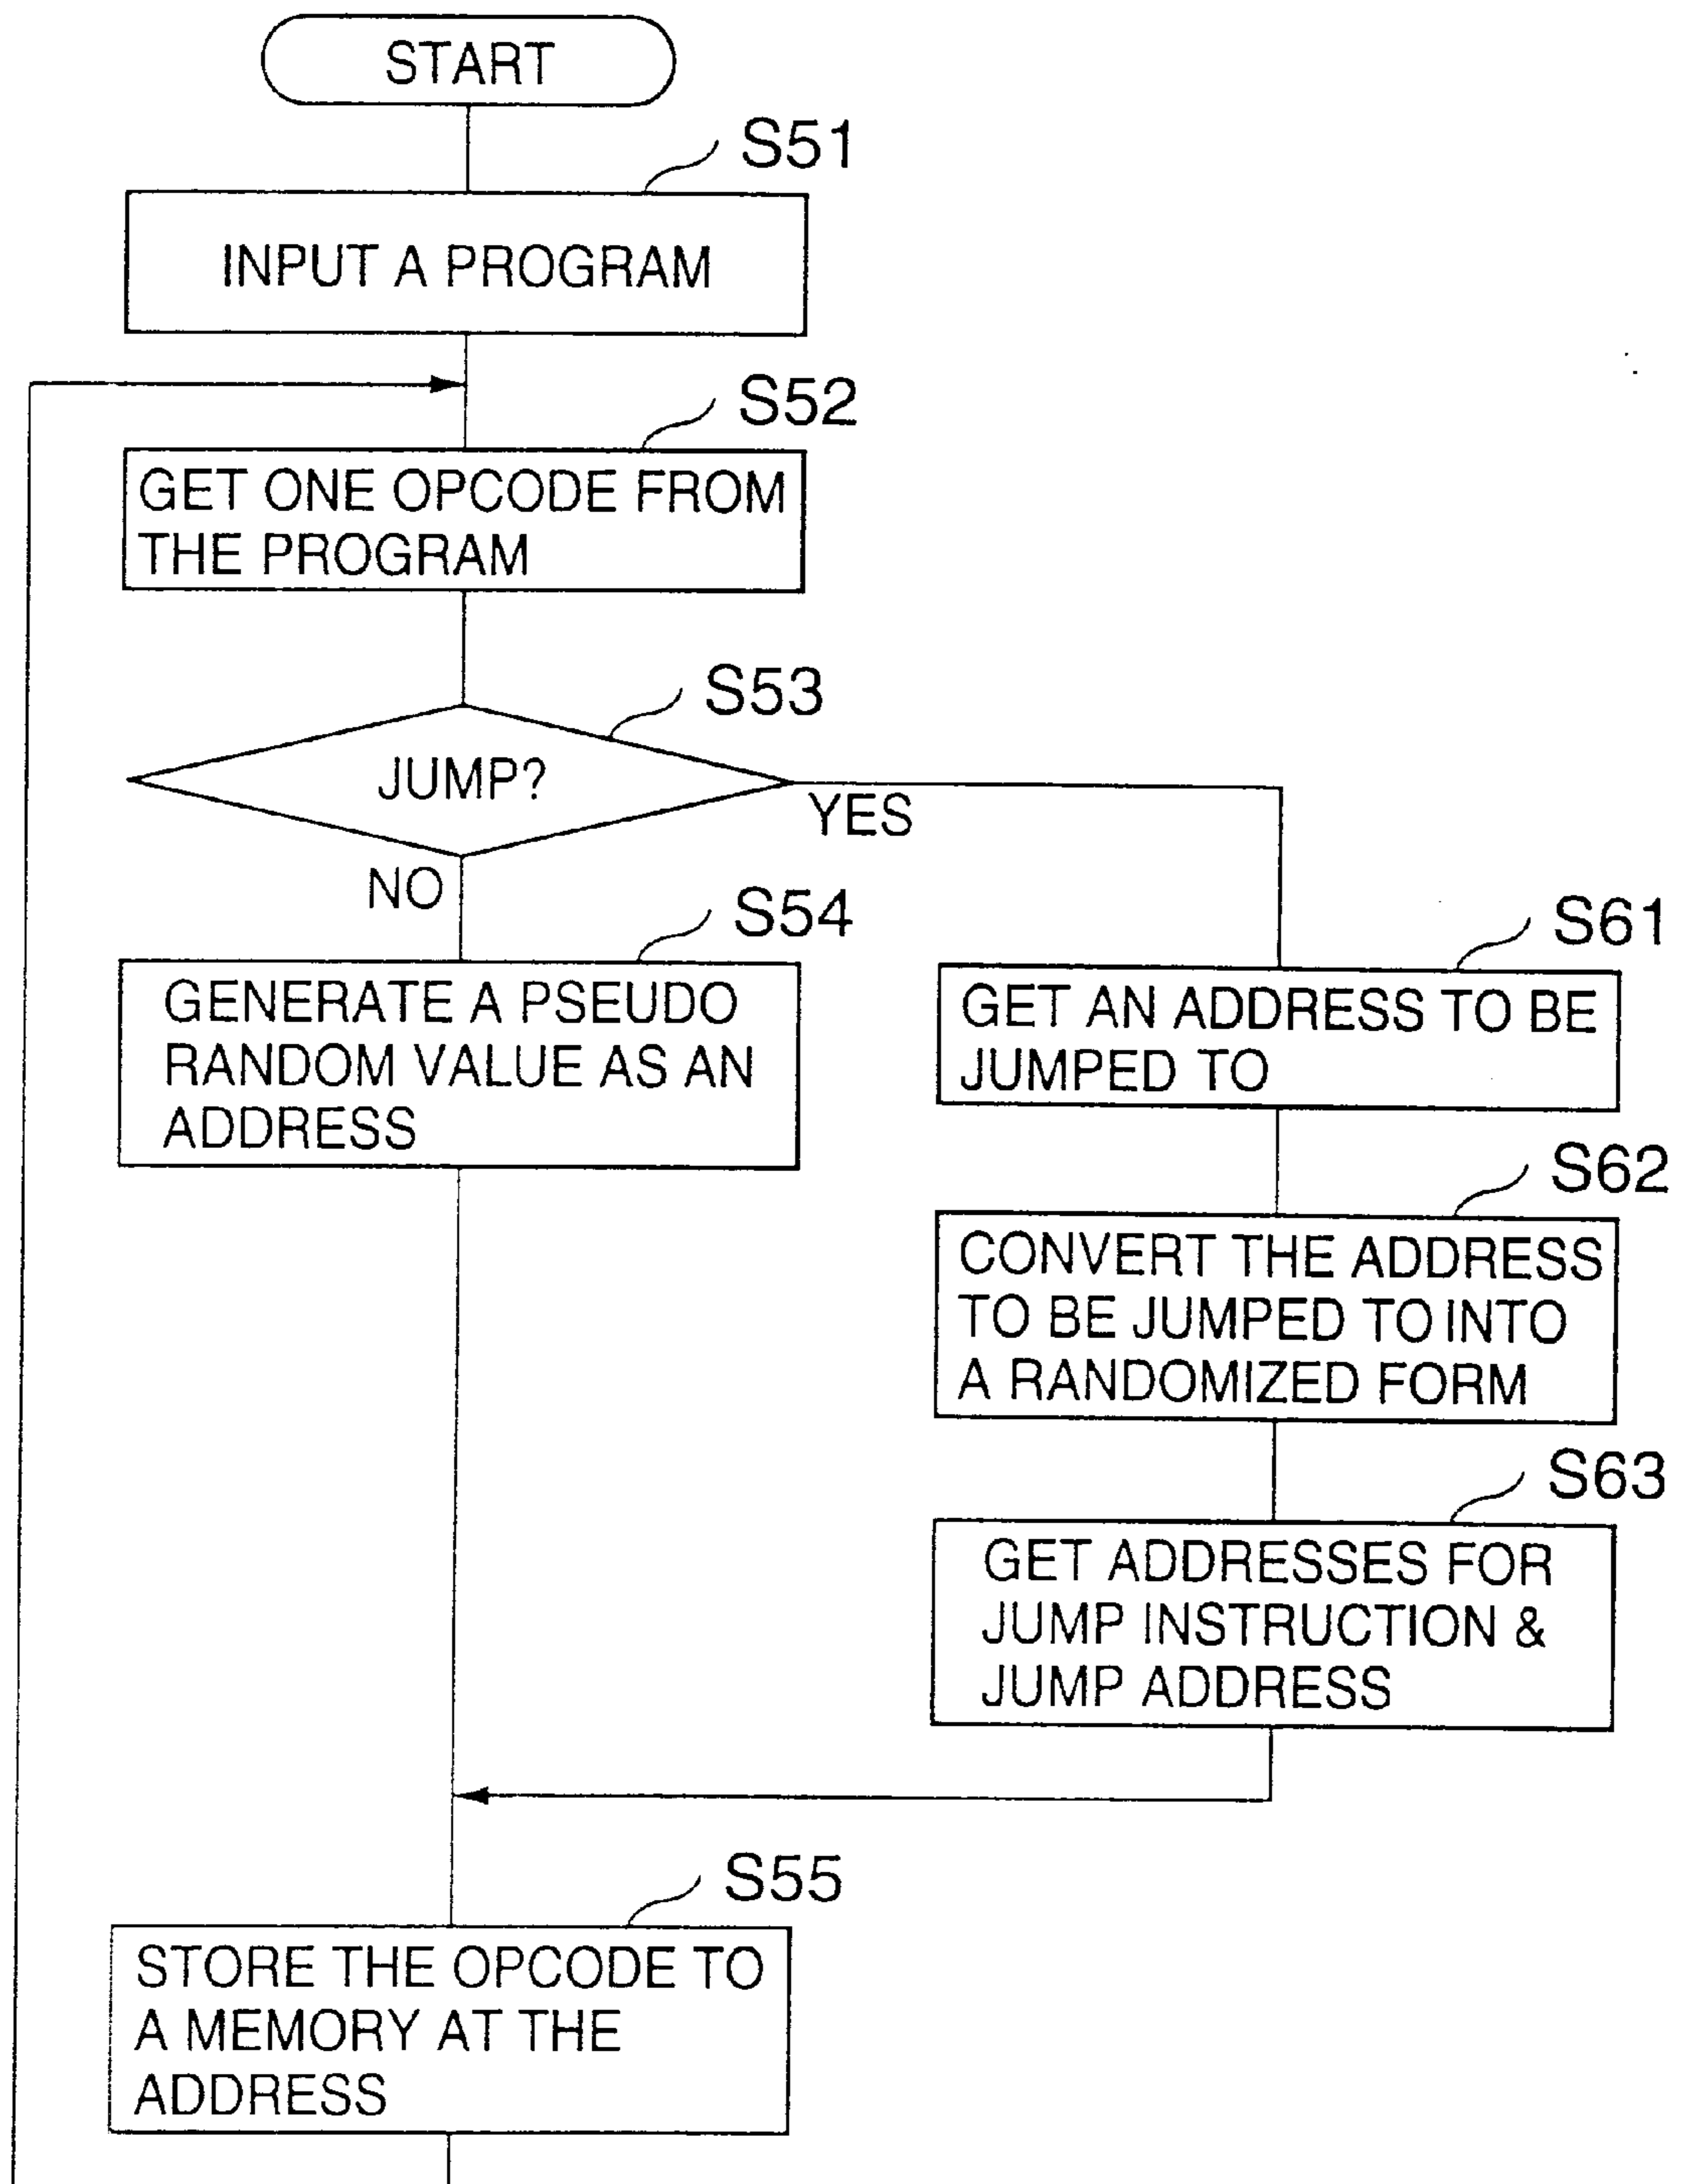 START
S51
INPUT A PROGRAM
S52
GET ONE OPCODE FROM
THE PROGRAM
S53
JUMP?
YES
NO
S54
GENERATE A PSEUDO
RANDOM VALUE AS AN
ADDRESS
S61
GET AN ADDRESS TO BE
JUMPED TO
S62
CONVERT THE ADDRESS
TO BE JUMPED TO INTO
A RANDOMIZED FORM
S63
GET ADDRESSES FOR
JUMP INSTRUCTION &
JUMP ADDRESS
S55
STORE THE OPCODE TO
A MEMORY AT THE
ADDRESS